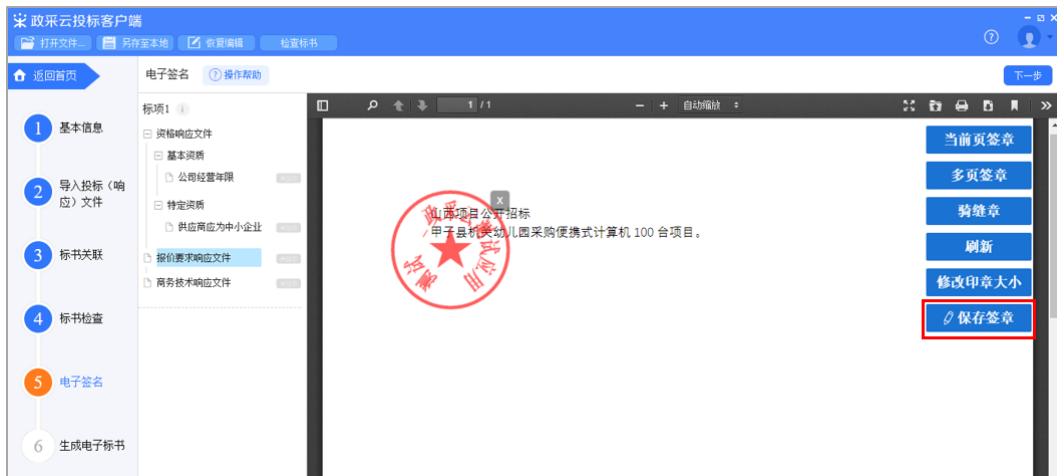 政采云投标客户端
打开文件... 另存至本地 恢复编辑 检查标书
返回首页 电子签名 ? 操作帮助 下一步
标项1
1 / 1 自动缩放
资格响应文件
基本资质
公司经营年限
特定资质
供应商应为中小企业
报价要求响应文件
商务技术响应文件
1 基本信息
2 导入投标（响
应）文件
3 标书关联
4 标书检查
5 电子签名
6 生成电子标书
x
山西项目公开招标
甲子县机关幼儿园采购便携式计算机 100 台项目。
当前页签章
多页签章
骑缝章
刷新
修改印章大小
保存签章